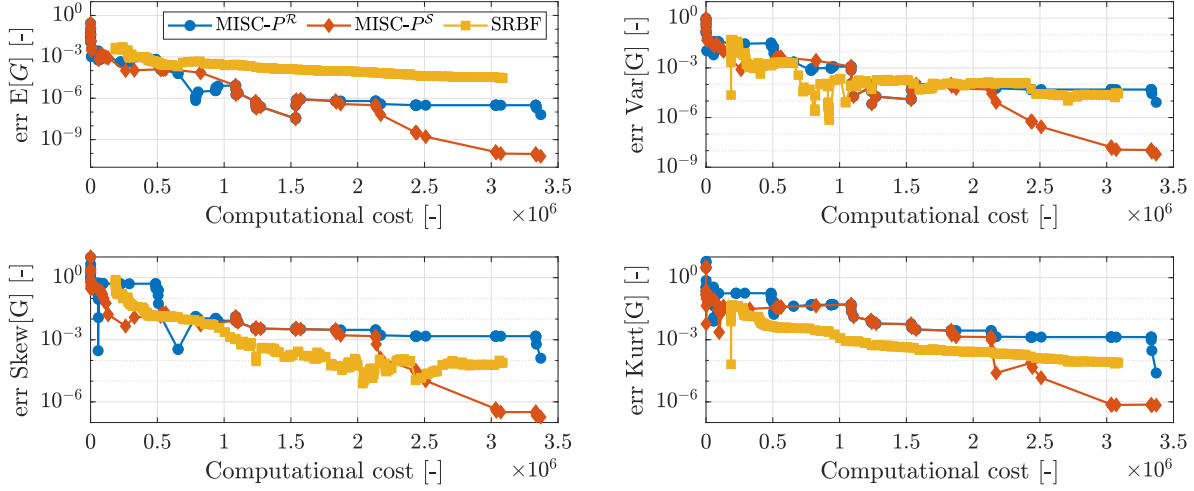 MISC-P^ℛ MISC-P^𝒮 SRBF
err E[G] [-]
10^0
10^-3
10^-6
10^-9
0 0.5 1 1.5 2 2.5 3 3.5
Computational cost [-] ×10^6
err Var[G] [-]
10^0
10^-3
10^-6
10^-9
0 0.5 1 1.5 2 2.5 3 3.5
Computational cost [-] ×10^6
err Skew[G] [-]
10^0
10^-3
10^-6
0 0.5 1 1.5 2 2.5 3 3.5
Computational cost [-] ×10^6
err Kurt[G] [-]
10^0
10^-3
10^-6
0 0.5 1 1.5 2 2.5 3 3.5
Computational cost [-] ×10^6